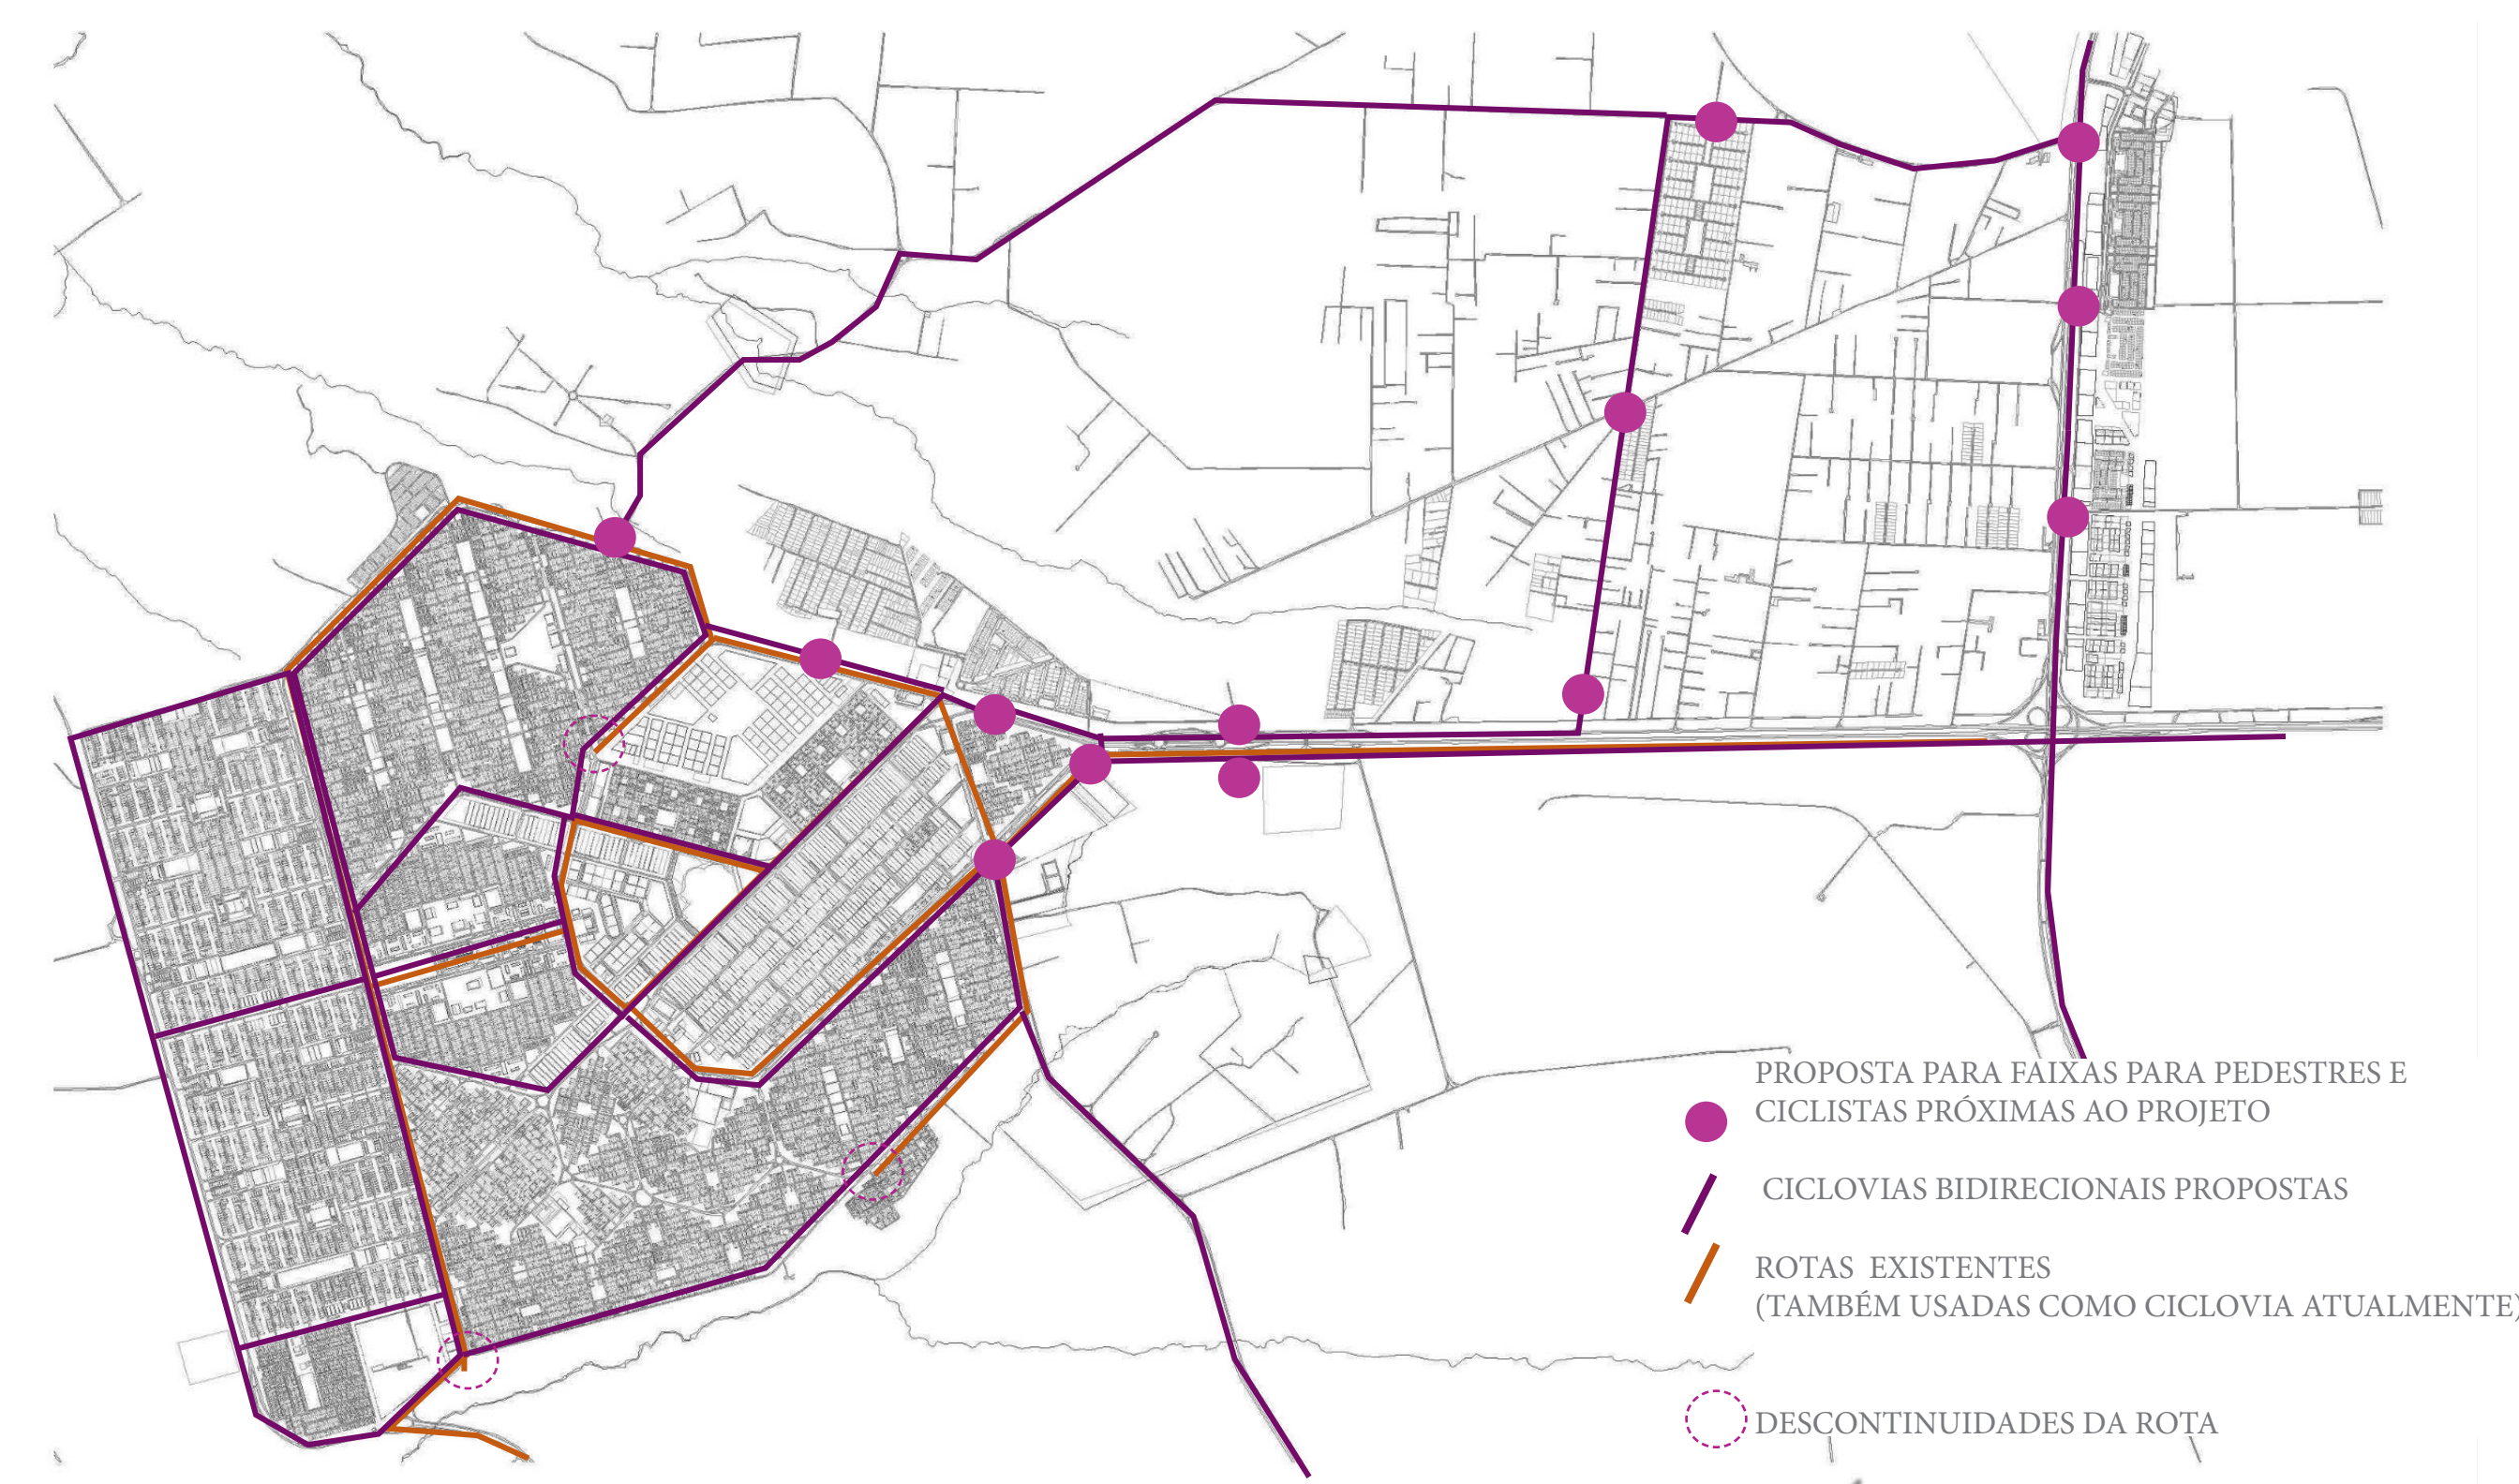 PROPOSTA PARA FAIXAS PARA PEDESTRES E
CICLISTAS PRÓXIMAS AO PROJETO
CICLOVIAS BIDIRECIONAIS PROPOSTAS
ROTAS EXISTENTES
(TAMBÉM USADAS COMO CICLOVIA ATUALMENTE)
DESCONTINUIDADES DA ROTA